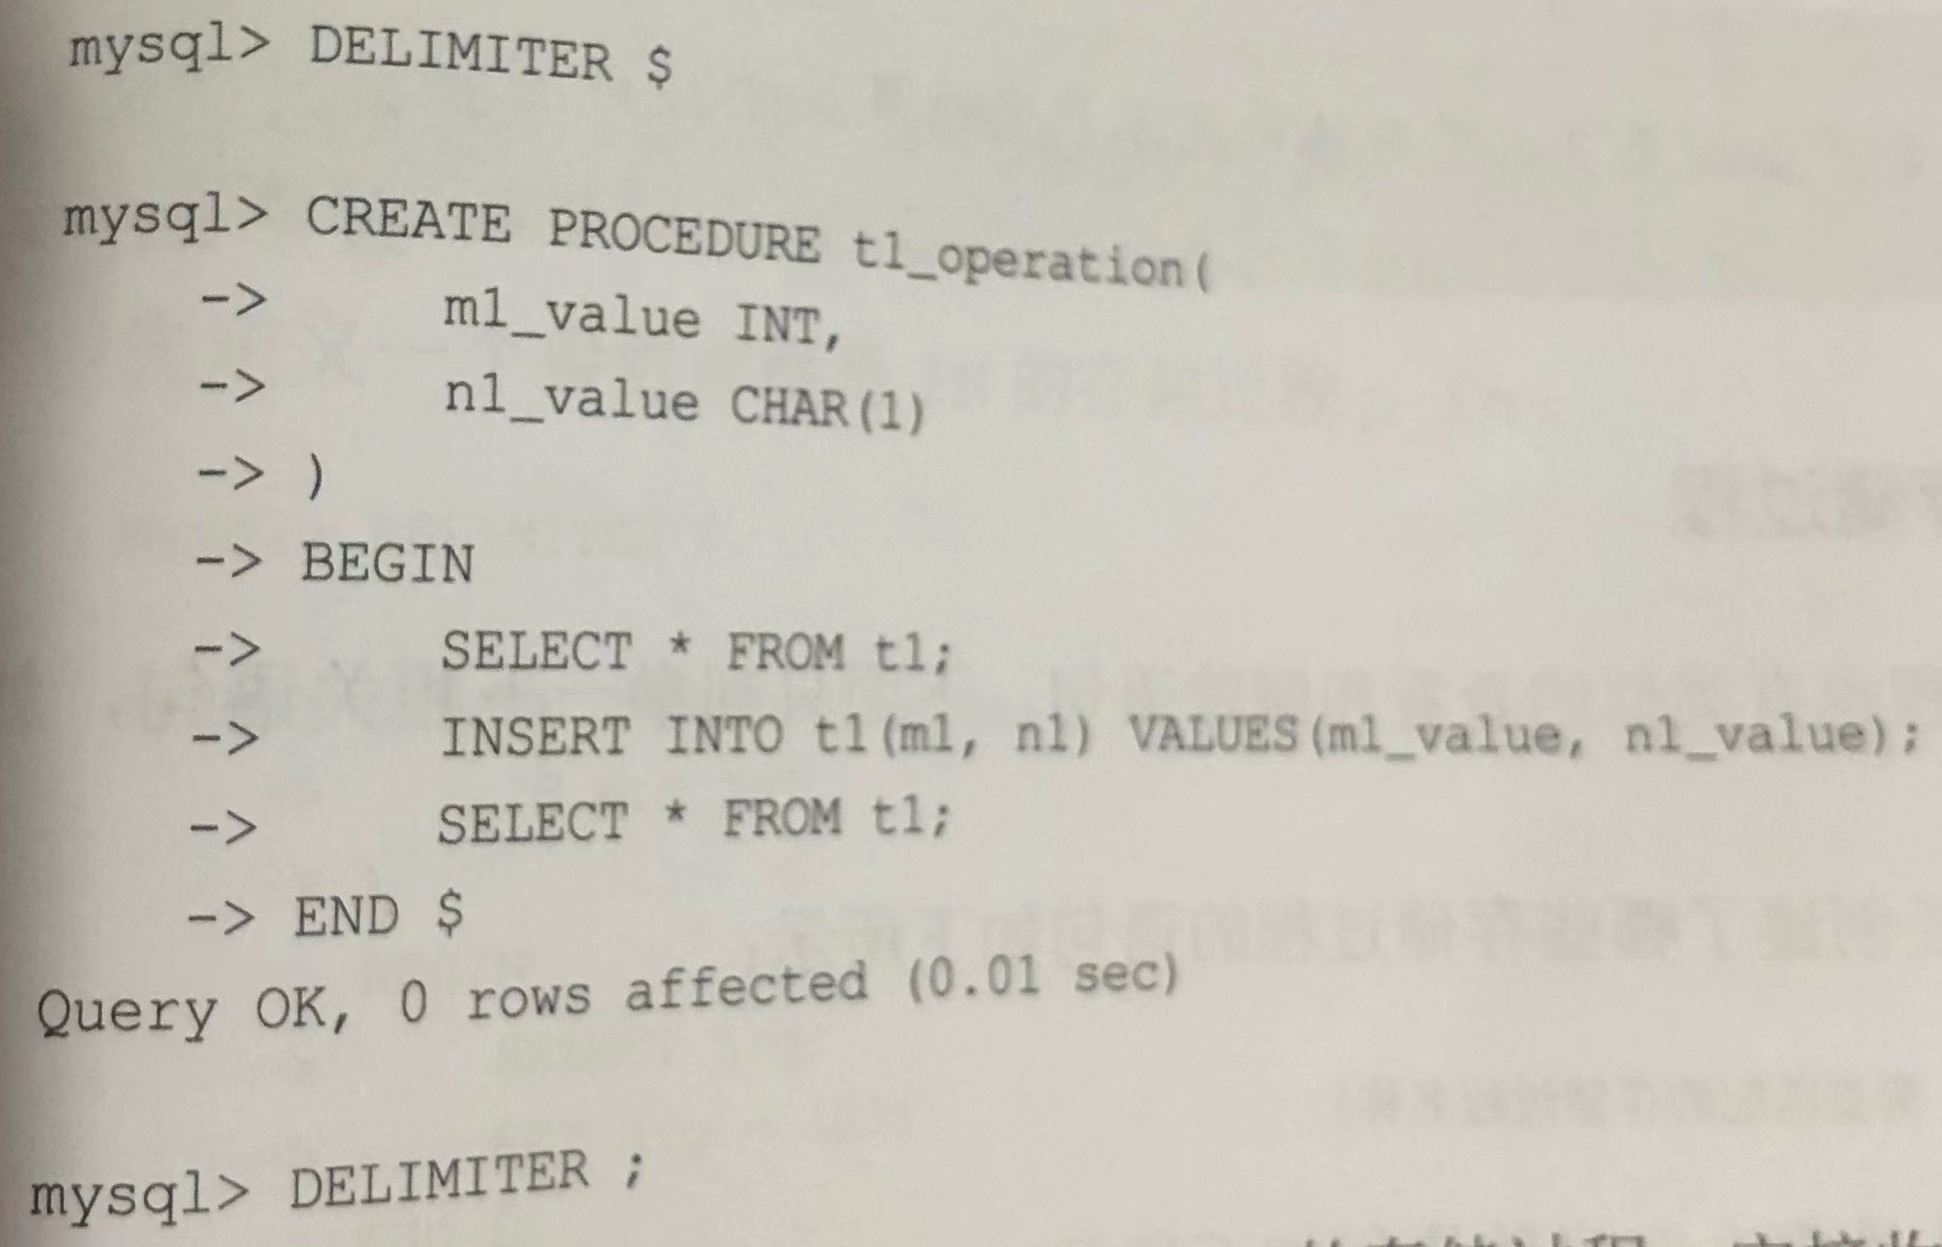 mysql> DELIMITER $
mysql> CREATE PROCEDURE t1_operation(
    ->     m1_value INT,
    ->     n1_value CHAR(1)
    -> )
    -> BEGIN
    ->     SELECT * FROM t1;
    ->     INSERT INTO t1(m1, n1) VALUES(m1_value, n1_value);
    ->     SELECT * FROM t1;
    -> END $
Query OK, 0 rows affected (0.01 sec)
mysql> DELIMITER ;